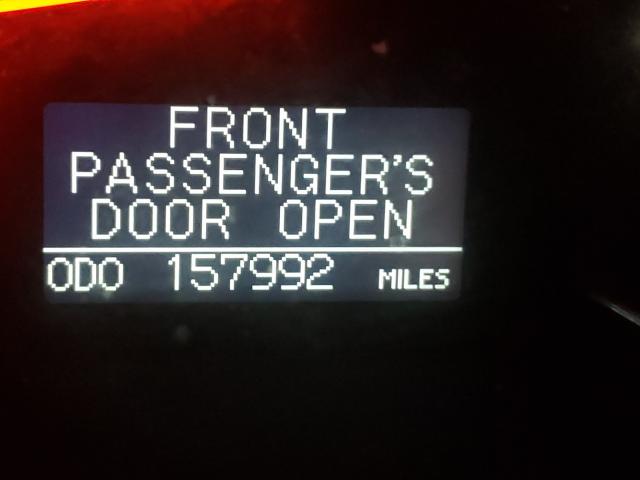 FRONT
PASSENGER'S
DOOR OPEN
ODO 157992 MILES